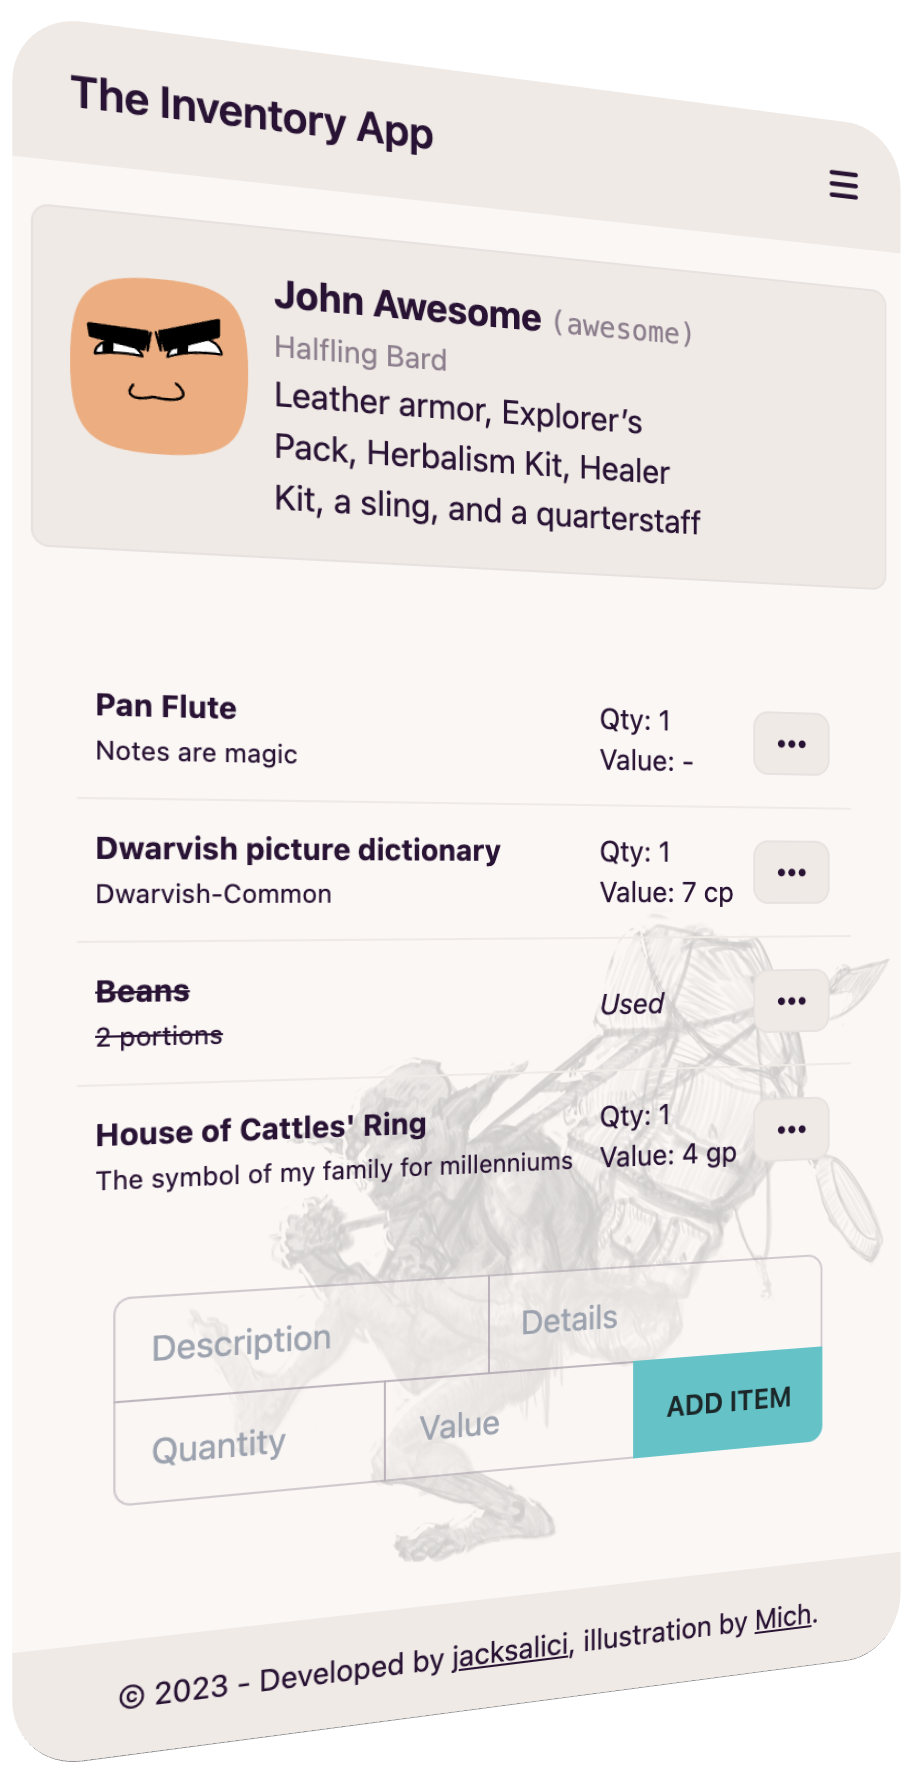 The Inventory App
John Awesome (awesome)
Halfling Bard
Leather armor, Explorer’s
Pack, Herbalism Kit, Healer
Kit, a sling, and a quarterstaff
Pan Flute
Notes are magic
Qty: 1
Value: -
Dwarvish picture dictionary
Dwarvish-Common
Qty: 1
Value: 7 cp
Beans
2 portions
Used
House of Cattles' Ring
The symbol of my family for millenniums
Qty: 1
Value: 4 gp
Description
Details
Quantity
Value
ADD ITEM
© 2023 - Developed by jacksalici, illustration by Mich.